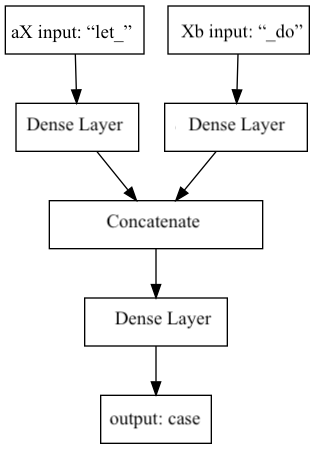 aX input: “let_”
Xb input: “_do”
Dense Layer
Dense Layer
Concatenate
Dense Layer
output: case